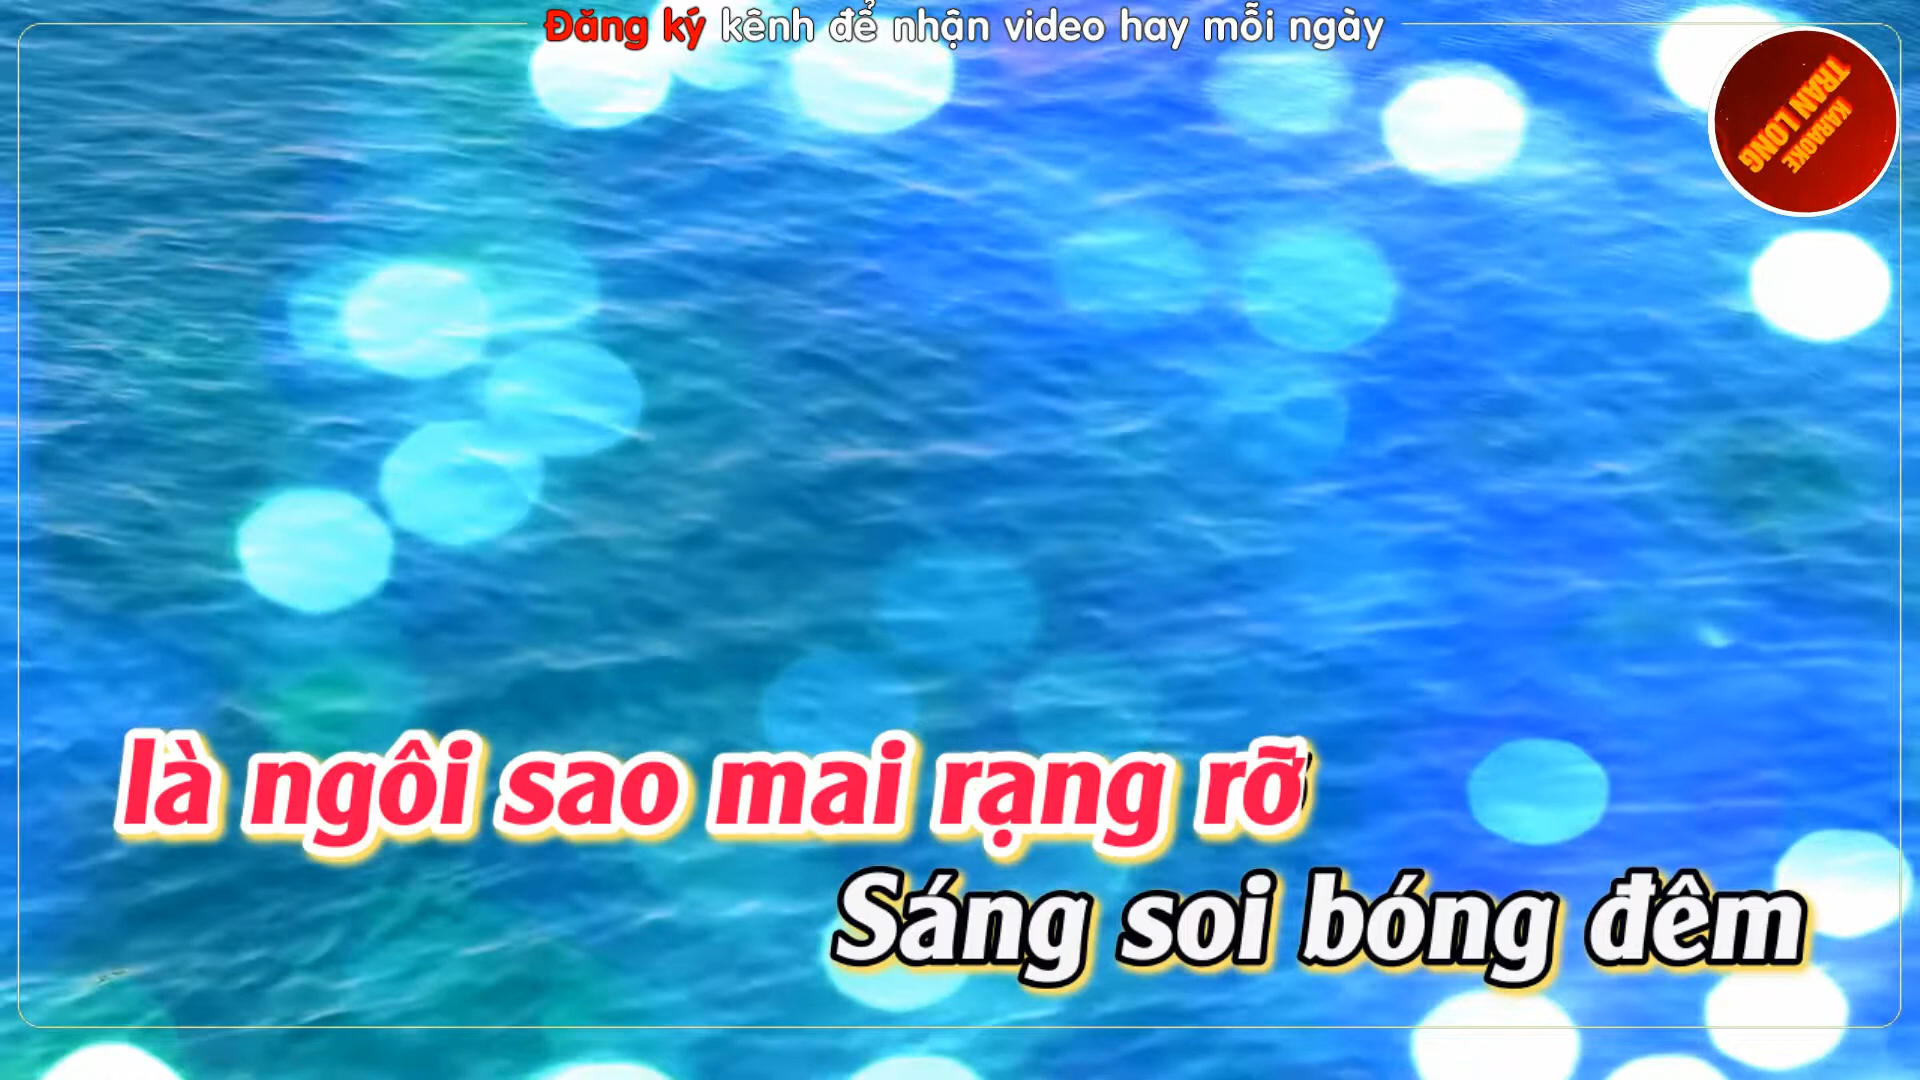 Đăng ký kênh để nhận video hay mỗi ngày
KARAOKE
TRAN LONG
là ngôi sao mai rạng rỡ
Sáng soi bóng đêm